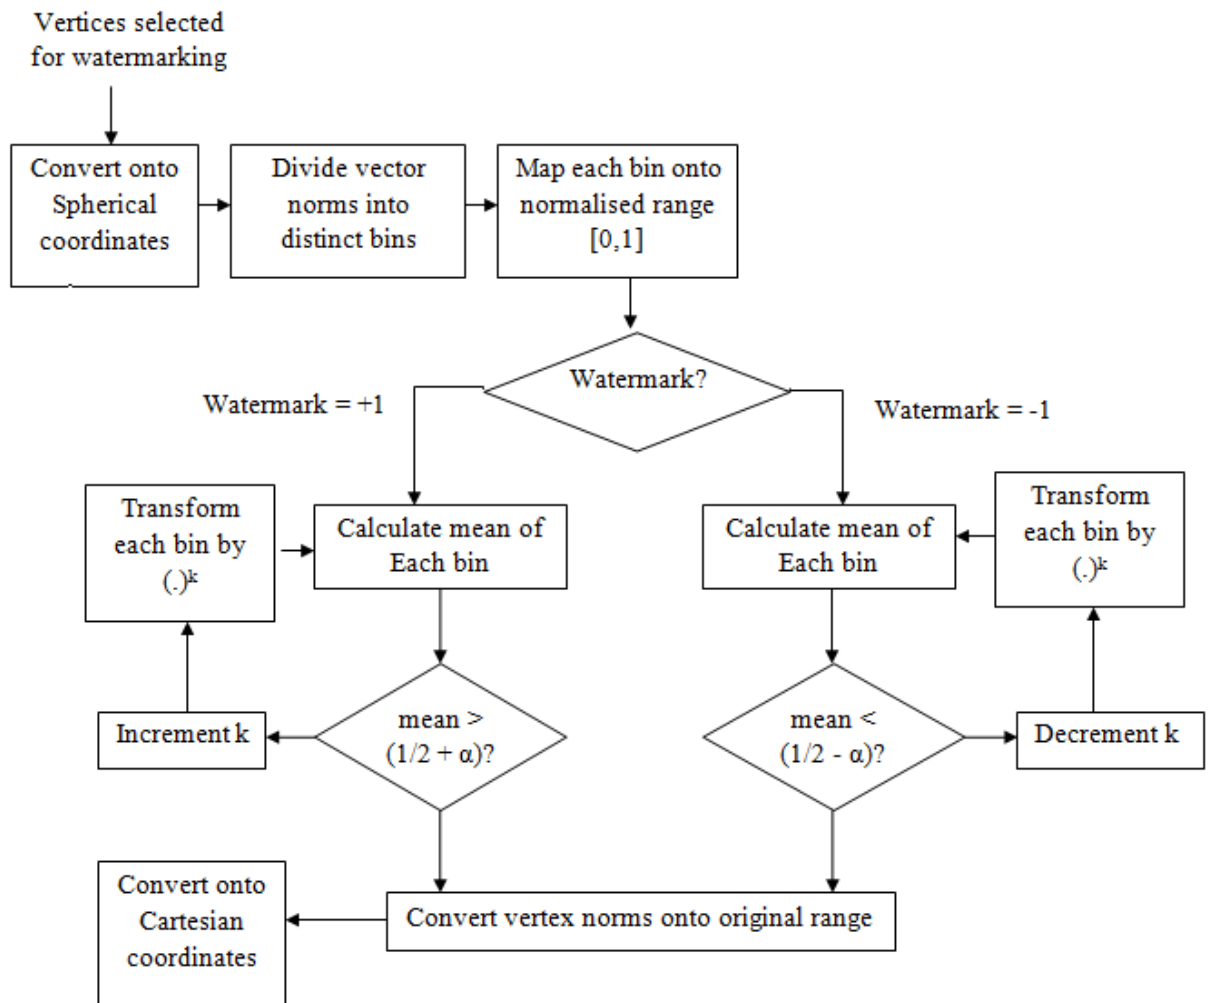 Vertices selected
for watermarking
Convert onto
Spherical
coordinates
Divide vector
norms into
distinct bins
Map each bin onto
normalised range
[0,1]
Watermark?
Watermark = +1
Watermark = -1
Transform
each bin by
(.)ᵏ
Calculate mean of
Each bin
Calculate mean of
Each bin
Transform
each bin by
(.)ᵏ
Increment k
mean >
(1/2 + α)?
mean <
(1/2 - α)?
Decrement k
Convert onto
Cartesian
coordinates
Convert vertex norms onto original range